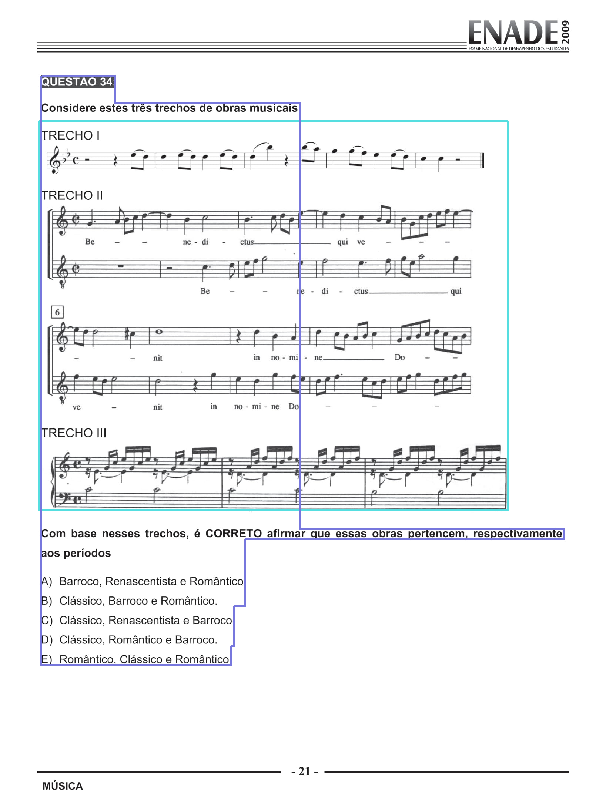 ENADE 2009
EXAME NACIONAL DE DESEMPENHO DOS ESTUDANTES
QUESTÃO 34
Considere estes três trechos de obras musicais
TRECHO I
TRECHO II
Be - - ne - di - ctus qui ve - -
Be - - ne - di - ctus qui
6
- nit in no - mi - ne Do - -
ve - nit in no - mi - ne Do - - - -
TRECHO III
Com base nesses trechos, é CORRETO afirmar que essas obras pertencem, respectivamente
aos períodos
A) Barroco, Renascentista e Romântico
B) Clássico, Barroco e Romântico.
C) Clássico, Renascentista e Barroco
D) Clássico, Romântico e Barroco.
E) Romântico, Clássico e Romântico
- 21 -
MÚSICA